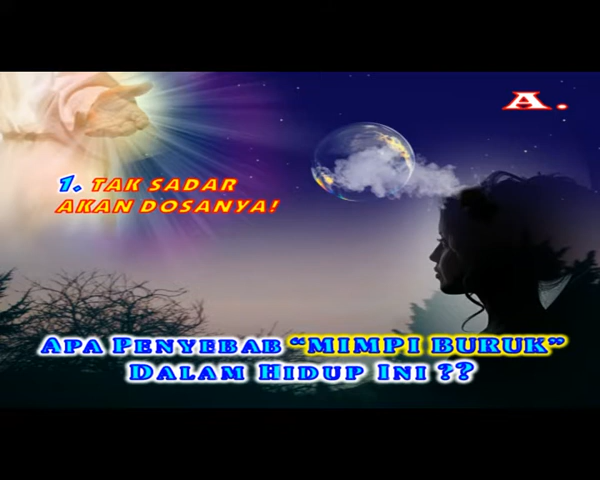 A.
1. TAK SADAR
AKAN DOSANYA!
APA PENYEBAB “MIMPI BURUK”
DALAM HIDUP INI ??